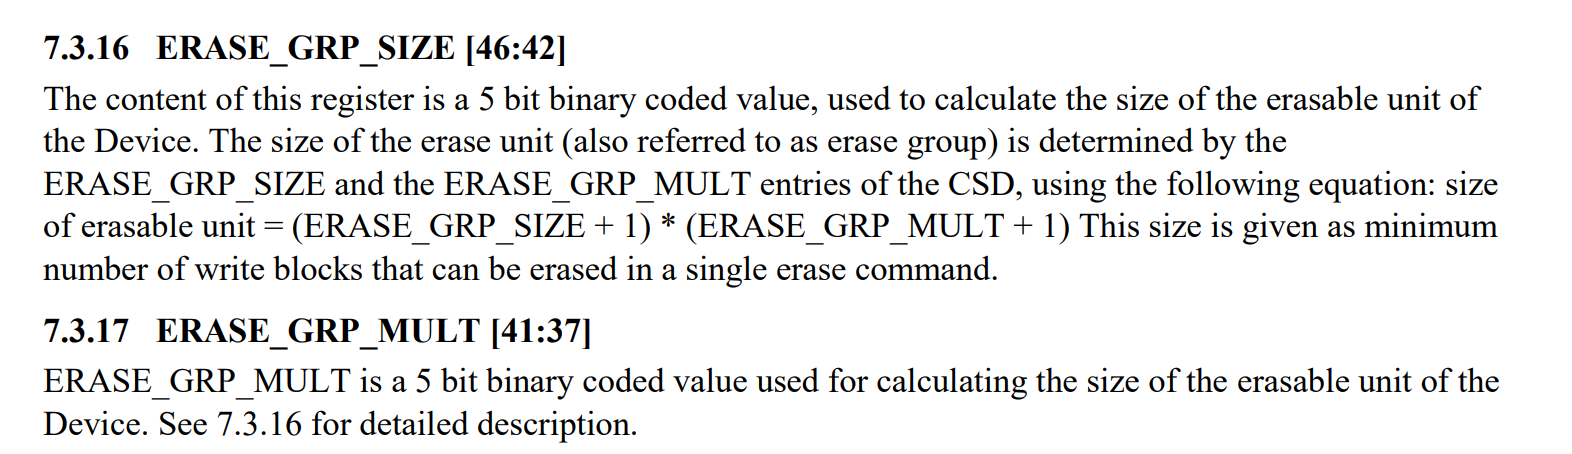 7.3.16 ERASE_GRP_SIZE [46:42]
The content of this register is a 5 bit binary coded value, used to calculate the size of the erasable unit of
the Device. The size of the erase unit (also referred to as erase group) is determined by the
ERASE_GRP_SIZE and the ERASE_GRP_MULT entries of the CSD, using the following equation: size
of erasable unit = (ERASE_GRP_SIZE + 1) * (ERASE_GRP_MULT + 1) This size is given as minimum
number of write blocks that can be erased in a single erase command.
7.3.17 ERASE_GRP_MULT [41:37]
ERASE_GRP_MULT is a 5 bit binary coded value used for calculating the size of the erasable unit of the
Device. See 7.3.16 for detailed description.